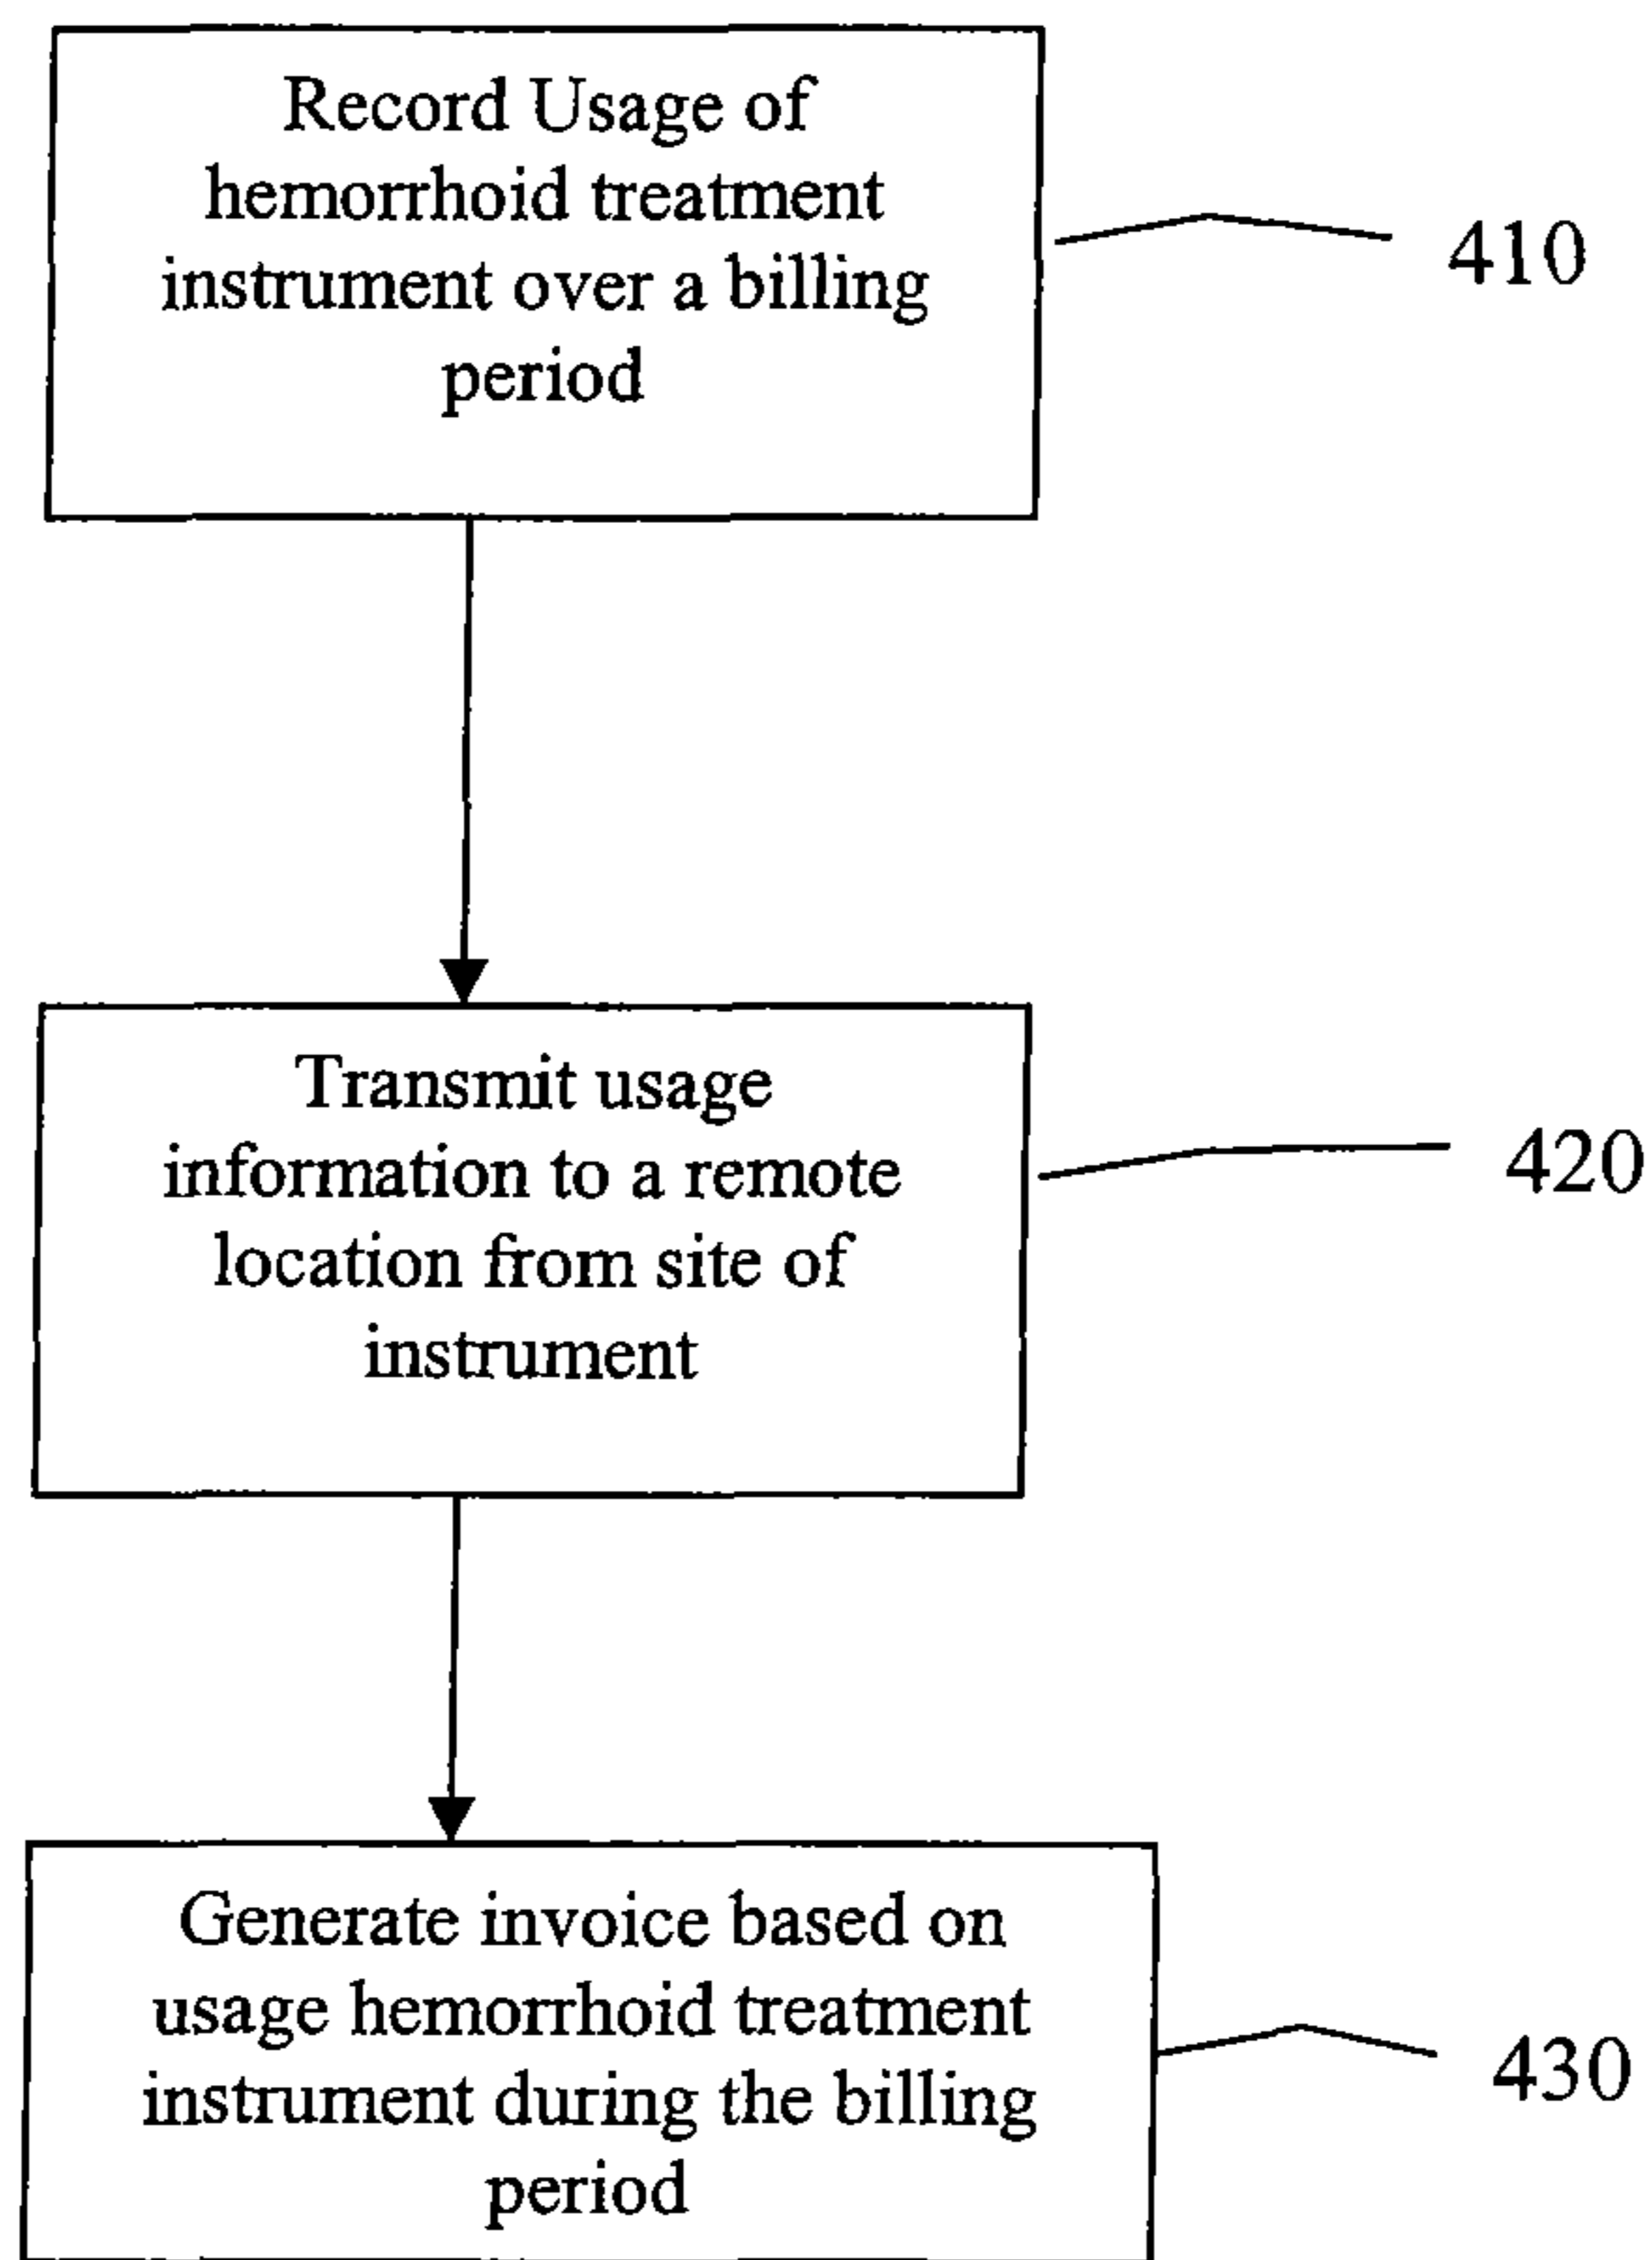 Record Usage of
hemorrhoid treatment
instrument over a billing
period
410
Transmit usage
information to a remote
location from site of
instrument
420
Generate invoice based on
usage hemorrhoid treatment
instrument during the billing
period
430